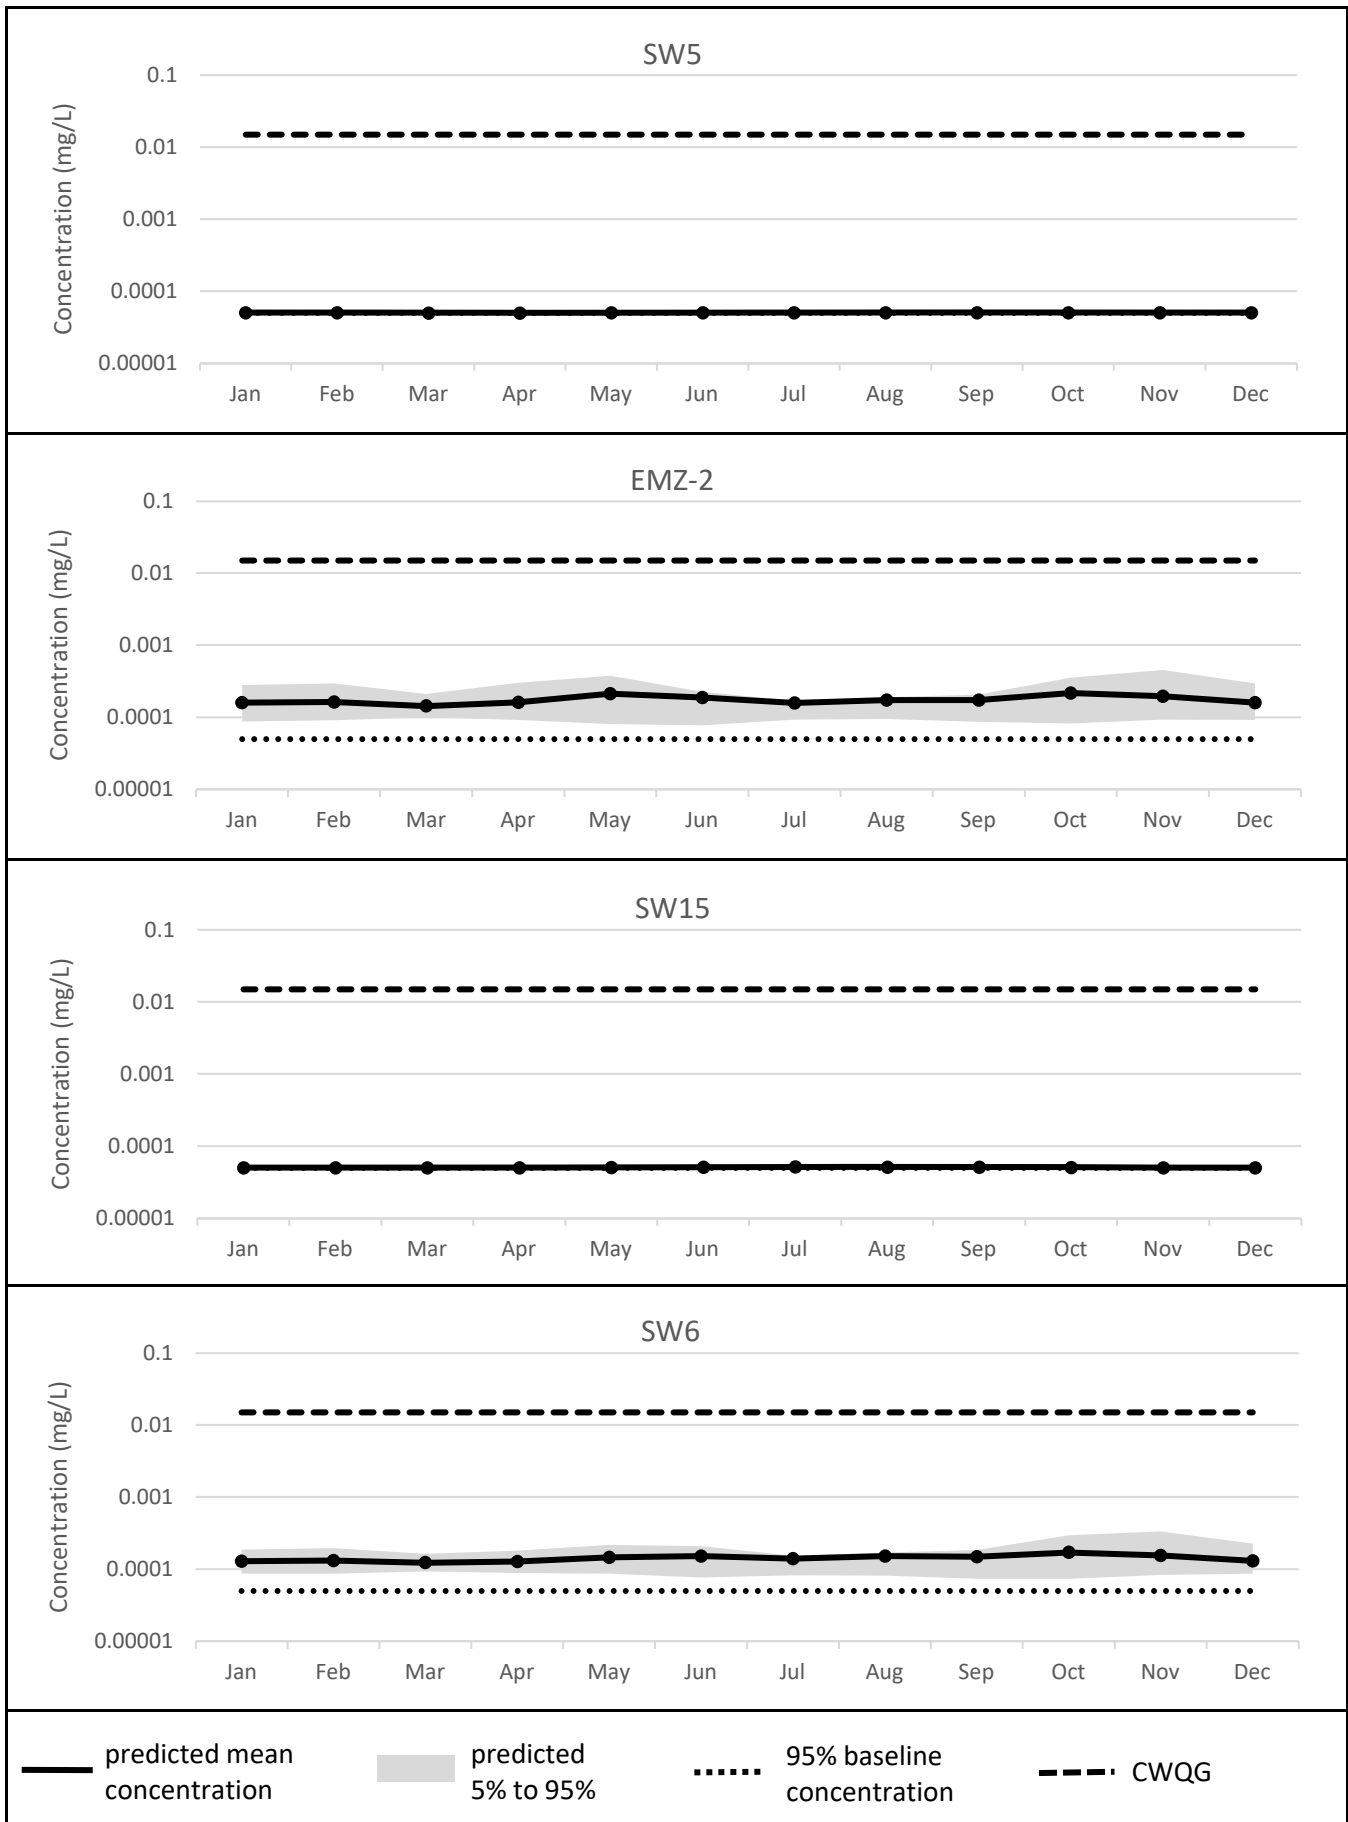 SW5
Concentration (mg/L)
0.1
0.01
0.001
0.0001
0.00001
Jan Feb Mar Apr May Jun Jul Aug Sep Oct Nov Dec
EMZ-2
Concentration (mg/L)
0.1
0.01
0.001
0.0001
0.00001
Jan Feb Mar Apr May Jun Jul Aug Sep Oct Nov Dec
SW15
Concentration (mg/L)
0.1
0.01
0.001
0.0001
0.00001
Jan Feb Mar Apr May Jun Jul Aug Sep Oct Nov Dec
SW6
Concentration (mg/L)
0.1
0.01
0.001
0.0001
0.00001
Jan Feb Mar Apr May Jun Jul Aug Sep Oct Nov Dec
predicted mean
concentration
predicted
5% to 95%
95% baseline
concentration
CWQG